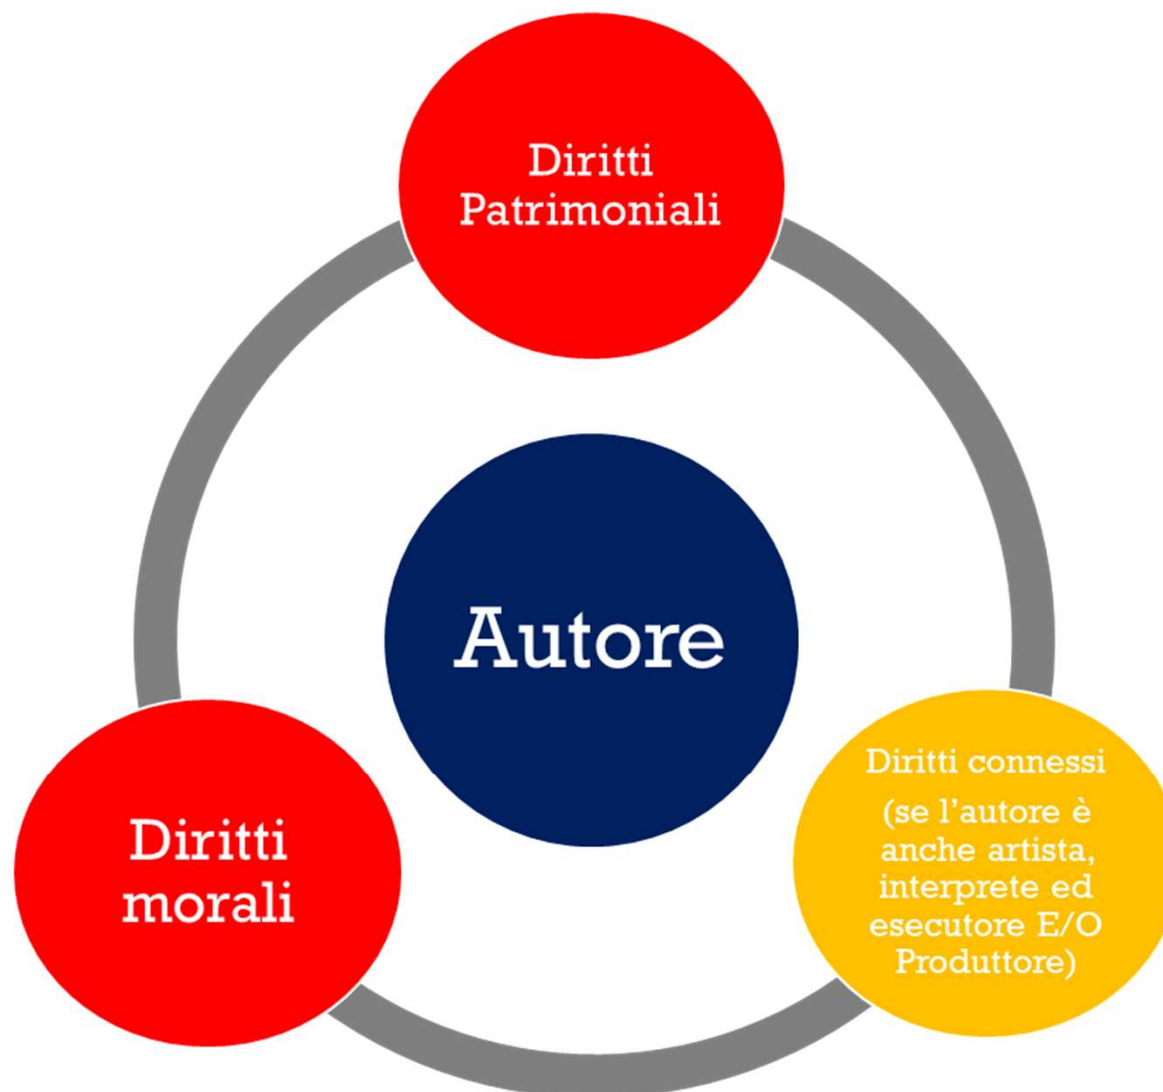 Diritti
Patrimoniali
Autore
Diritti
morali
Diritti connessi
(se l'autore è
anche artista,
interprete ed
esecutore E/O
Produttore)